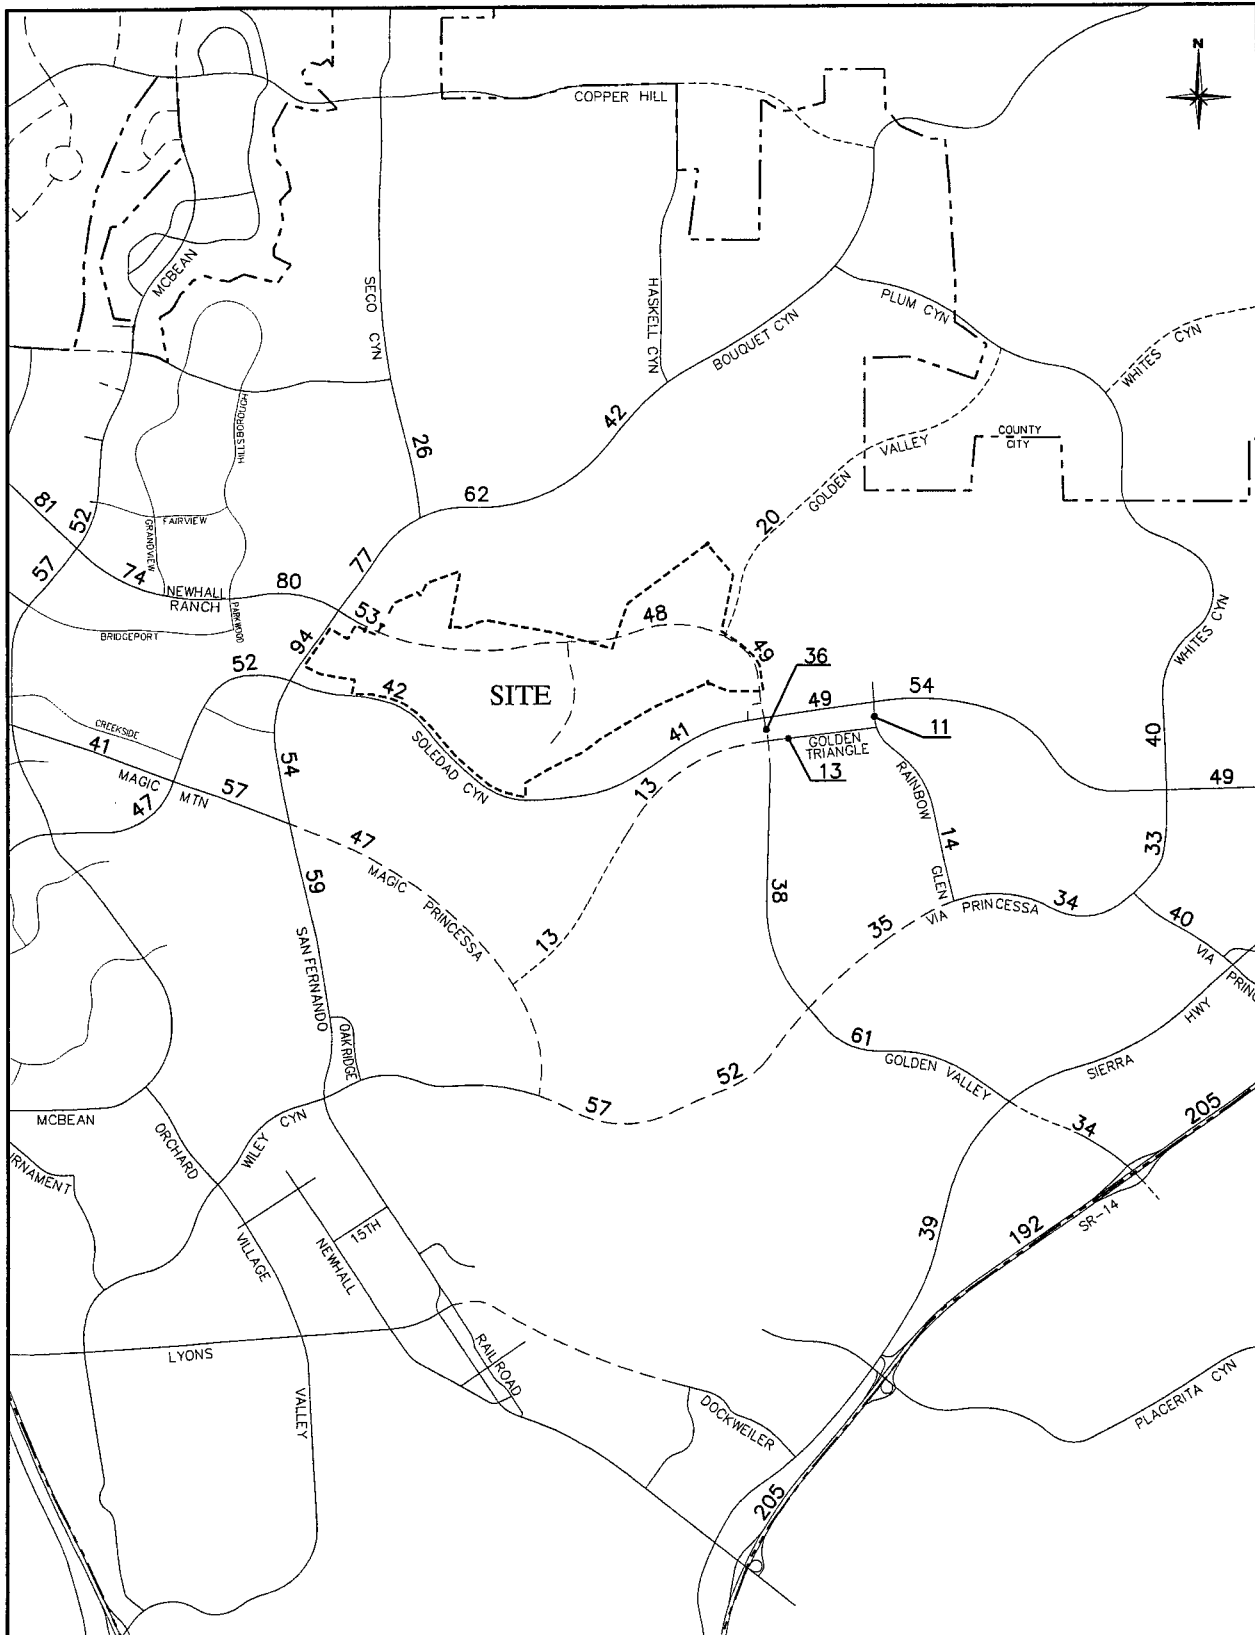 N
COPPER HILL
MCBEAN
SECO CYN
HASKELL CYN
BOUQUET CYN
PLUM CYN
WHITES CYN
HILLSBOROUGH
42
VALLEY
COUNTY
CITY
26
GOLDEN
81
52
62
FAIRVIEW
GRANDVIEW
20
57
74
NEWHALL
RANCH
80
77
PARKWOOD
BRIDGEPORT
53
48
WHITES CYN
94
49
36
52
42
SITE
54
49
CREEKSIDE
41
SOLEDAD CYN
41
GOLDEN
TRIANGLE
11
13
40
MAGIC
MTN
57
54
13
RAINBOW
49
47
47
MAGIC
PRINCESSA
59
14
GLEN
33
38
34
35
VIA PRINCESSA
40
VIA
PRINC
13
SAN FERNANDO
OAKRIDGE
HWY
61
GOLDEN VALLEY
SIERRA
52
57
34
205
MCBEAN
ORCHARD
WILEY CYN
URNAMENT
SR-14
192
39
15TH
NEWHALL
VILLAGE
LYONS
RAILROAD
VALLEY
DOCKWEILER
PLACERITA CYN
205